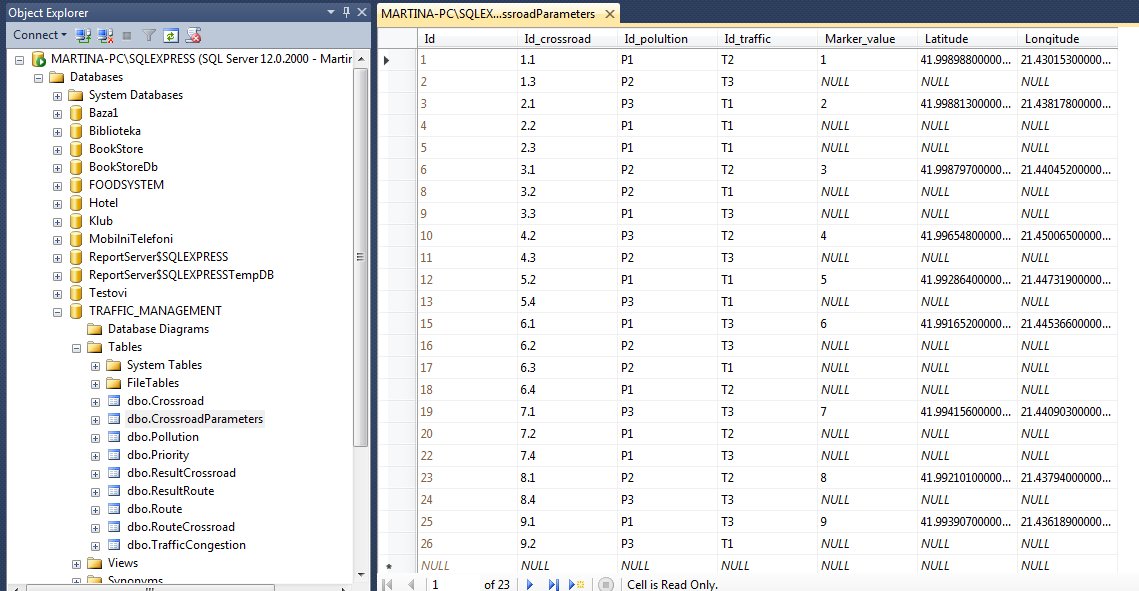 Object Explorer
Connect
MARTINA-PC\SQLEXPRESS (SQL Server 12.0.2000 - Martir
Databases
System Databases
Baza1
Biblioteka
BookStore
BookStoreDb
FOODSYSTEM
Hotel
Klub
MobilniTelefoni
ReportServer$SQLEXPRESS
ReportServer$SQLEXPRESSTempDB
Testovi
TRAFFIC_MANAGEMENT
Database Diagrams
Tables
System Tables
FileTables
dbo.Crossroad
dbo.CrossroadParameters
dbo.Pollution
dbo.Priority
dbo.ResultCrossroad
dbo.ResultRoute
dbo.Route
dbo.RouteCrossroad
dbo.TrafficCongestion
Views
Synonyms
MARTINA-PC\SQLEX...ssroadParameters
Id Id_crossroad Id_polultion Id_traffic Marker_value Latitude Longitude
1 1.1 P1 T2 1 41.99898800000... 21.43015300000...
2 1.3 P2 T3 NULL NULL NULL
3 2.1 P3 T1 2 41.99881300000... 21.43817800000...
4 2.2 P1 T1 NULL NULL NULL
5 2.3 P1 T1 NULL NULL NULL
6 3.1 P2 T2 3 41.99879700000... 21.44045200000...
8 3.2 P2 T1 NULL NULL NULL
9 3.3 P1 T3 NULL NULL NULL
10 4.2 P3 T2 4 41.99654800000... 21.45006500000...
11 4.3 P2 T3 NULL NULL NULL
12 5.2 P1 T1 5 41.99286400000... 21.44731900000...
13 5.4 P3 T1 NULL NULL NULL
15 6.1 P1 T3 6 41.99165200000... 21.44536600000...
16 6.2 P2 T3 NULL NULL NULL
17 6.3 P2 T1 NULL NULL NULL
18 6.4 P1 T2 NULL NULL NULL
19 7.1 P3 T3 7 41.99415600000... 21.44090300000...
20 7.2 P1 T2 NULL NULL NULL
22 7.4 P1 T3 NULL NULL NULL
23 8.1 P2 T2 8 41.99210100000... 21.43794000000...
24 8.4 P3 T3 NULL NULL NULL
25 9.1 P1 T3 9 41.99390700000... 21.43618900000...
26 9.2 P3 T1 NULL NULL NULL
NULL NULL NULL NULL NULL NULL NULL
1 of 23 Cell is Read Only.